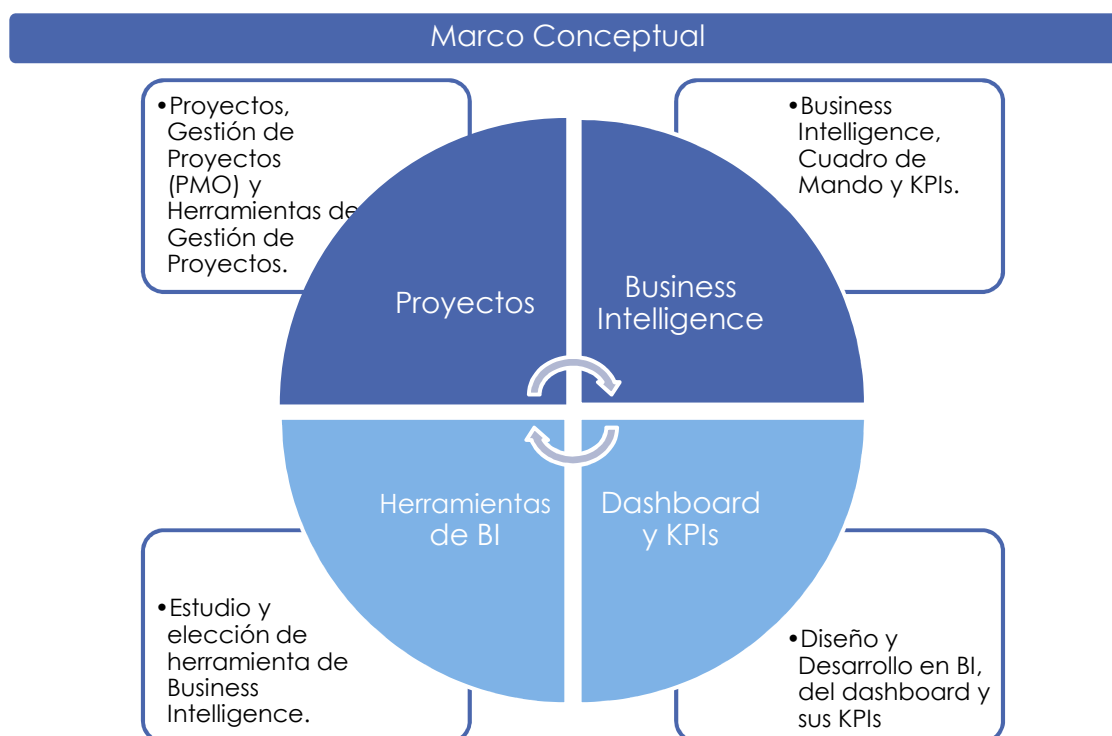 Marco Conceptual
•Proyectos,
Gestión de
Proyectos
(PMO) y
Herramientas de
Gestión de
Proyectos.
•Business
Intelligence,
Cuadro de
Mando y KPIs.
Proyectos
Business
Intelligence
Herramientas
de BI
Dashboard
y KPIs
•Estudio y
elección de
herramienta de
Business
Intelligence.
•Diseño y
Desarrollo en BI,
del dashboard y
sus KPIs